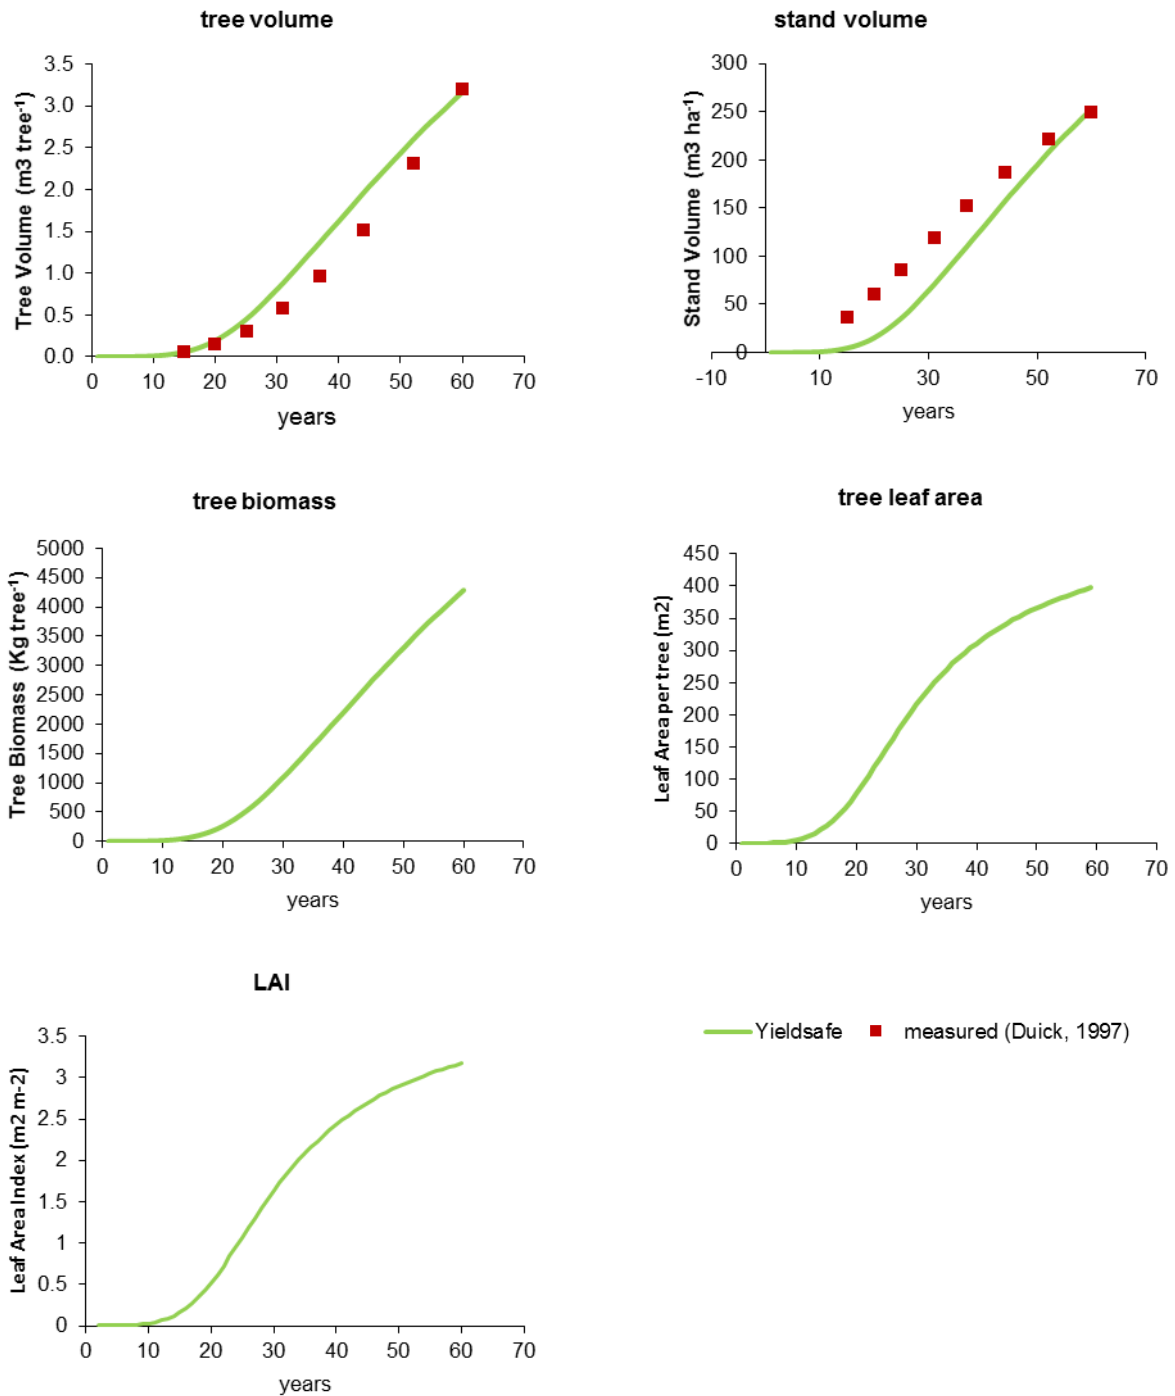 tree volume
Tree Volume (m3 tree-1)
3.5
3.0
2.5
2.0
1.5
1.0
0.5
0.0
0 10 20 30 40 50 60 70
years
stand volume
Stand Volume (m3 ha-1)
300
250
200
150
100
50
0
-10 10 30 50 70
years
tree biomass
Tree Biomass (Kg tree-1)
5000
4500
4000
3500
3000
2500
2000
1500
1000
500
0
0 10 20 30 40 50 60 70
years
tree leaf area
Leaf Area per tree (m2)
450
400
350
300
250
200
150
100
50
0
0 10 20 30 40 50 60 70
years
LAI
Leaf Area Index (m2 m-2)
3.5
3
2.5
2
1.5
1
0.5
0
0 10 20 30 40 50 60 70
years
Yieldsafe measured (Duick, 1997)